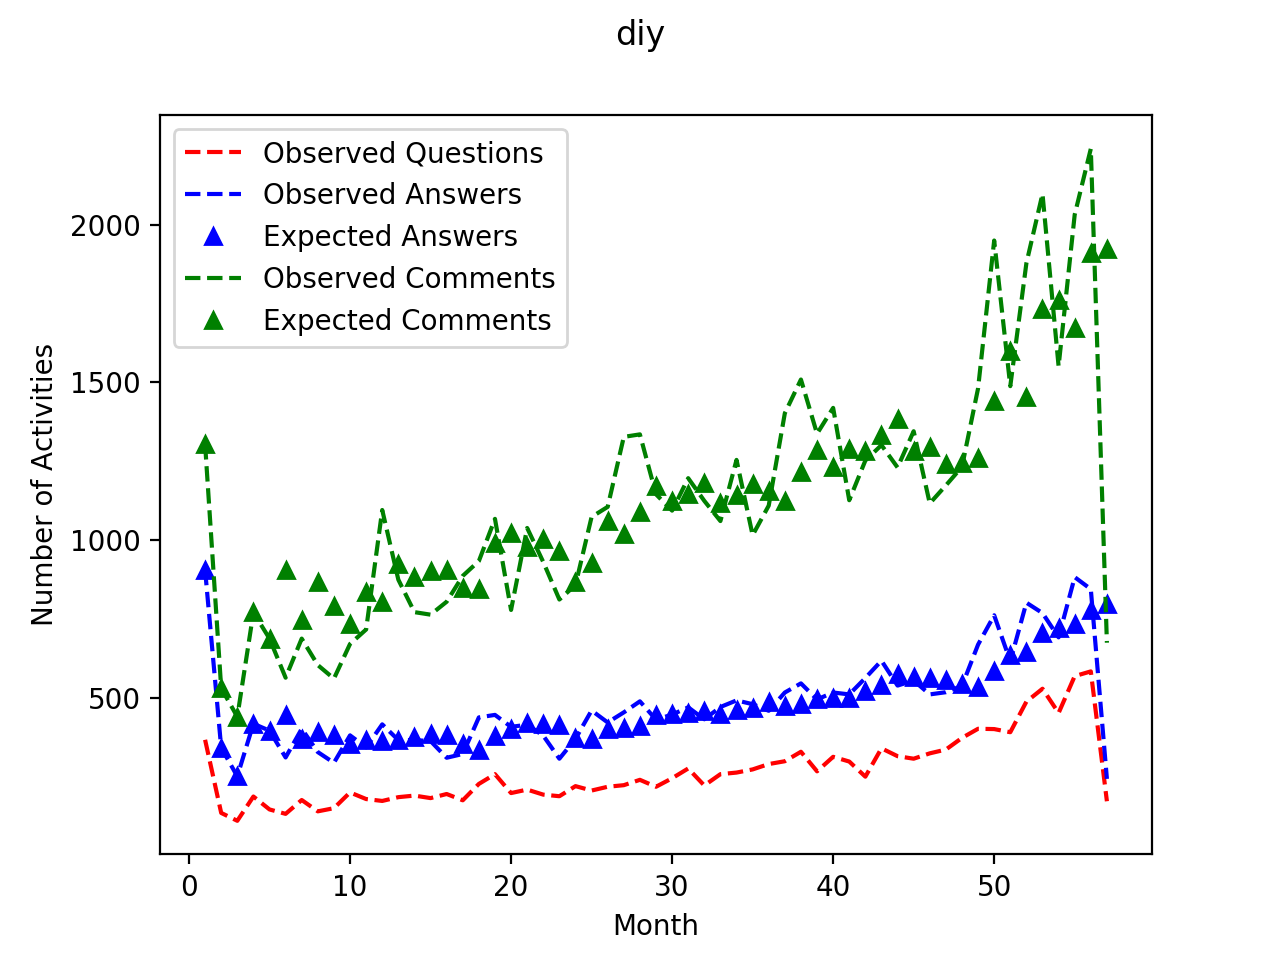 diy
Observed Questions
Observed Answers
Expected Answers
Observed Comments
Expected Comments
Number of Activities
2000
1500
1000
500
0 10 20 30 40 50
Month